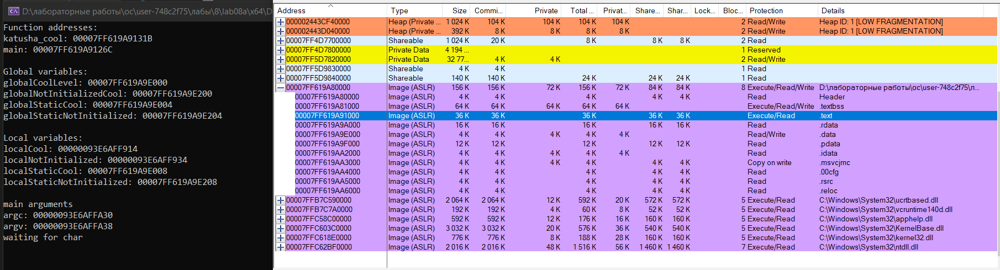 D:\лабораторные работы\ос\user-748c2f75\лабы\8\lab08a\x64\D
Function addresses:
katusha_cool: 00007FF619A9131B
main: 00007FF619A9126C
Global variables:
globalCoolLevel: 00007FF619A9E000
globalNotInitializedCool: 00007FF619A9E200
globalStaticCool: 00007FF619A9E004
globalStaticNotInitialized: 00007FF619A9E204
Local variables:
localCool: 00000093E6AFF914
localNotInitialized: 00000093E6AFF934
localStaticCool: 00007FF619A9E008
localStaticNotInitialized: 00007FF619A9E208
main arguments
argc: 00000093E6AFFA30
argv: 00000093E6AFFA38
waiting for char
Address Type Size Commi... Private Total ... Privat... Share... Shar... Lock... Bloc... Protection Details
000002443CF40000 Heap (Private ... 1 024 K 104 K 104 K 104 K 104 K 2 Read/Write Heap ID: 1 [LOW FRAGMENTATION]
000002443D040000 Heap (Private ... 392 K 8 K 8 K 8 K 8 K 2 Read/Write Heap ID: 1 [LOW FRAGMENTATION]
00007FF4D7700000 Shareable 1 024 K 20 K 8 K 8 K 8 K 2 Read
00007FF4D7800000 Private Data 4 194 ... 1 Reserved
00007FF5D7820000 Private Data 32 77... 4 K 4 K 2 Read/Write
00007FF5D9830000 Shareable 4 K 4 K 1 Read
00007FF5D9840000 Shareable 140 K 140 K 24 K 24 K 24 K 1 Read
00007FF619A80000 Image (ASLR) 156 K 156 K 72 K 156 K 72 K 84 K 84 K 8 Execute/Read/Write D:\лабораторные работы\ос\user-748c2f75\л...
00007FF619A80000 Image (ASLR) 4 K 4 K 4 K 4 K 4 K Read Header
00007FF619A81000 Image (ASLR) 64 K 64 K 64 K 64 K 64 K Execute/Read/Write .textbss
00007FF619A91000 Image (ASLR) 36 K 36 K 36 K 36 K 36 K Execute/Read .text
00007FF619A9A000 Image (ASLR) 16 K 16 K 16 K 16 K 16 K Read .rdata
00007FF619A9E000 Image (ASLR) 4 K 4 K 4 K 4 K 4 K Read/Write .data
00007FF619A9F000 Image (ASLR) 12 K 12 K 12 K 12 K 12 K Read .pdata
00007FF619AA2000 Image (ASLR) 4 K 4 K 4 K 4 K 4 K Read .idata
00007FF619AA3000 Image (ASLR) 4 K 4 K 4 K 4 K 4 K 4 K Copy on write .msvcjmc
00007FF619AA4000 Image (ASLR) 4 K 4 K 4 K 4 K 4 K Read .00cfg
00007FF619AA5000 Image (ASLR) 4 K 4 K 4 K 4 K 4 K Read .rsrc
00007FF619AA6000 Image (ASLR) 4 K 4 K 4 K 4 K 4 K Read .reloc
00007FFB7C590000 Image (ASLR) 2 064 K 2 064 K 12 K 592 K 20 K 572 K 572 K 5 Execute/Read C:\Windows\System32\ucrtbased.dll
00007FFB7C7A0000 Image (ASLR) 192 K 192 K 4 K 60 K 8 K 52 K 52 K 5 Execute/Read C:\Windows\System32\vcruntime140d.dll
00007FFC58C00000 Image (ASLR) 592 K 592 K 12 K 176 K 16 K 160 K 160 K 5 Execute/Read C:\Windows\System32\apphelp.dll
00007FFC603C0000 Image (ASLR) 3 032 K 3 032 K 20 K 576 K 36 K 540 K 540 K 5 Execute/Read C:\Windows\System32\KernelBase.dll
00007FFC618E0000 Image (ASLR) 776 K 776 K 8 K 188 K 28 K 160 K 160 K 5 Execute/Read C:\Windows\System32\kernel32.dll
00007FFC62BF0000 Image (ASLR) 2 016 K 2 016 K 48 K 1 516 K 56 K 1 460 K 1 460 K 7 Execute/Read C:\Windows\System32\ntdll.dll